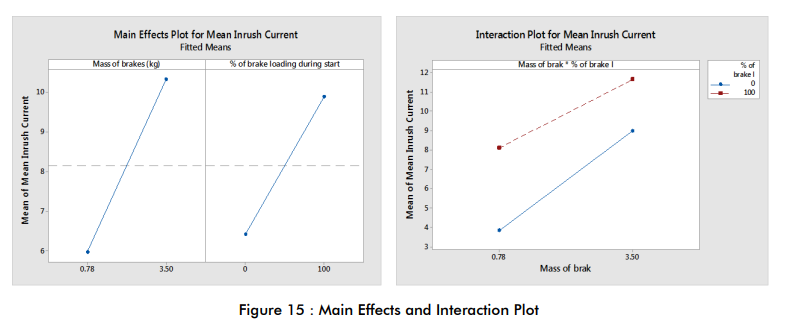 Main Effects Plot for Mean Inrush Current
Fitted Means
Mass of brakes (kg)
% of brake loading during start
Mean of Mean Inrush Current
10
9
8
7
6
0.78
3.50
0
100
Interaction Plot for Mean Inrush Current
Fitted Means
Mass of brak * % of brake l
Mean of Mean Inrush Current
12
11
10
9
8
7
6
5
4
3
0.78
3.50
Mass of brak
% of
brake l
0
100
Figure 15 : Main Effects and Interaction Plot